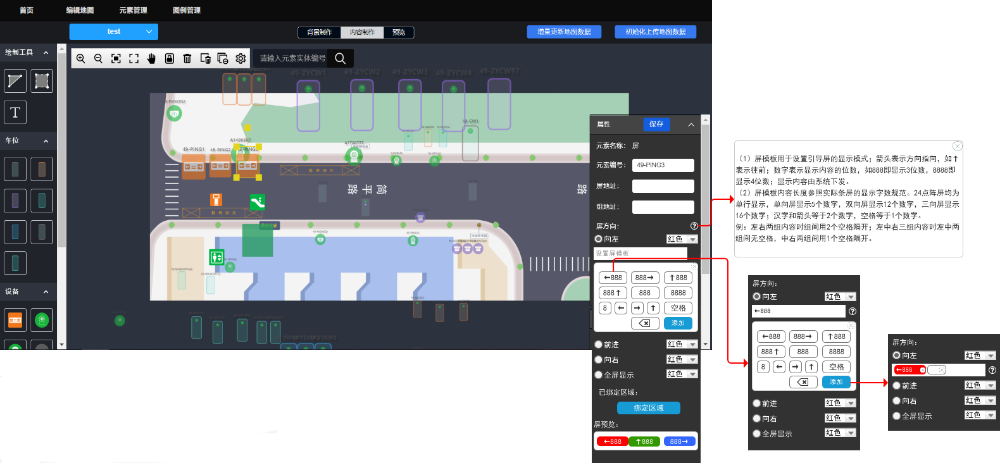 首页
编辑地图
元素管理
图例管理
test
背景制作
内容制作
预览
增量更新地图数据
初始化上传地图数据
绘制工具
请输入元素实体编号
T
车位
设备
49-ZYCW1
49-ZYCW2
49-ZYCW3
49-ZYCW4
49-ZYCW57
49-CW1
A1408567
A1708777
49-PING1
49-PING2
49-PING3
路
平
简
路
属性
保存
元素名称： 屏
元素编号： 49-PING3
屏地址：
组地址：
屏方向：
向左 红色
设置屏模板
←888 888→ ↑888
888↑ 888 8888
8 ← → ↑ 空格
添加
前进 红色
向右 红色
全屏显示 红色
已绑定区域：
绑定区域
屏预览：
←888 ↑888 888→
（1）屏模板用于设置引导屏的显示模式；箭头表示方向指向，如↑
表示往前；数字表示显示内容的位数，如888即显示3位数，8888即
显示4位数；显示内容由系统下发。
（2）屏模板内容长度参照实际条屏的显示字数规范。24点阵屏均为
单行显示，单向屏显示5个数字，双向屏显示12个数字，三向屏显示
16个数字；汉字和箭头等于2个数字，空格等于1个数字。
例：左右两组内容时组间用2个空格隔开；左中右三组内容时左中两
组间无空格，中右两组间用1个空格隔开。
屏方向：
向左 红色
←888
←888 888→ ↑888
888↑ 888 8888
8 ← → ↑ 空格
添加
前进 红色
向右 红色
全屏显示 红色
屏方向：
向左 红色
←888
前进 红色
向右 红色
全屏显示 红色